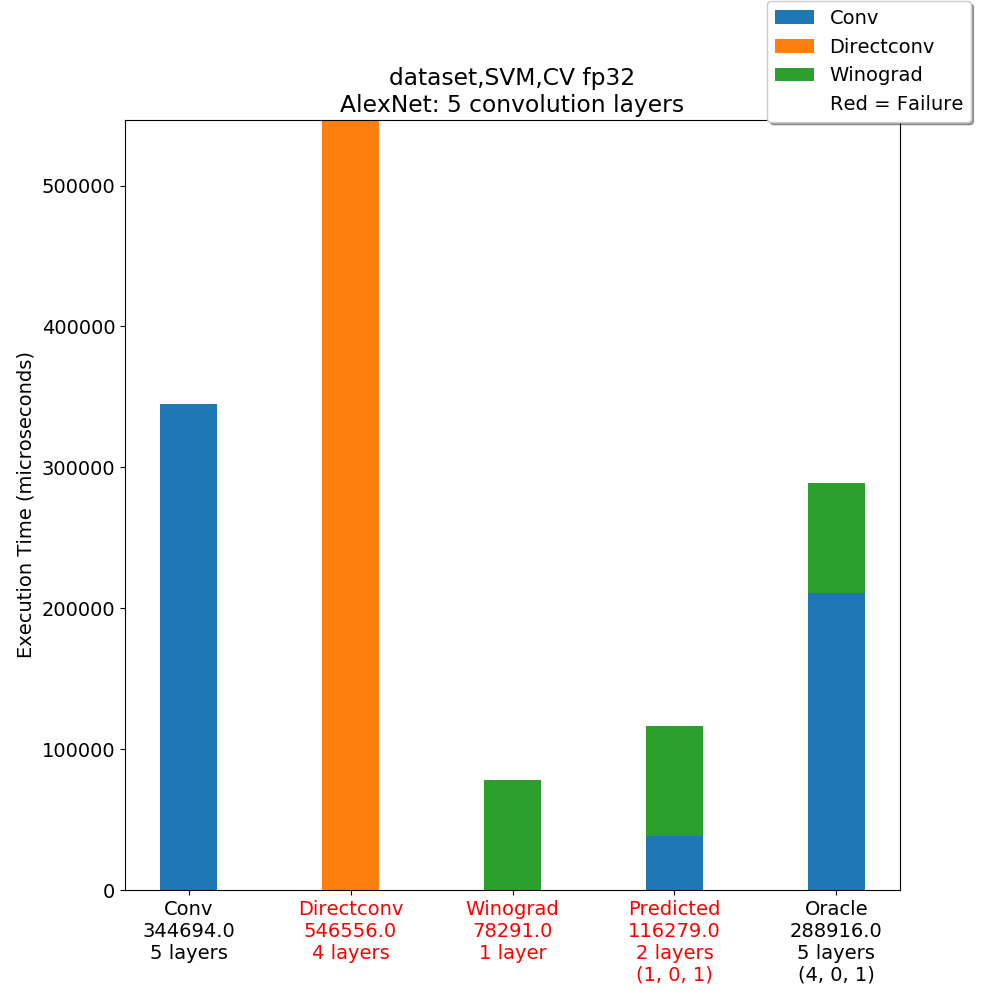 Conv
Directconv
Winograd
Red = Failure
dataset,SVM,CV fp32
AlexNet: 5 convolution layers
Execution Time (microseconds)
500000
400000
300000
200000
100000
0
Conv
344694.0
5 layers
Directconv
546556.0
4 layers
Winograd
78291.0
1 layer
Predicted
116279.0
2 layers
(1, 0, 1)
Oracle
288916.0
5 layers
(4, 0, 1)